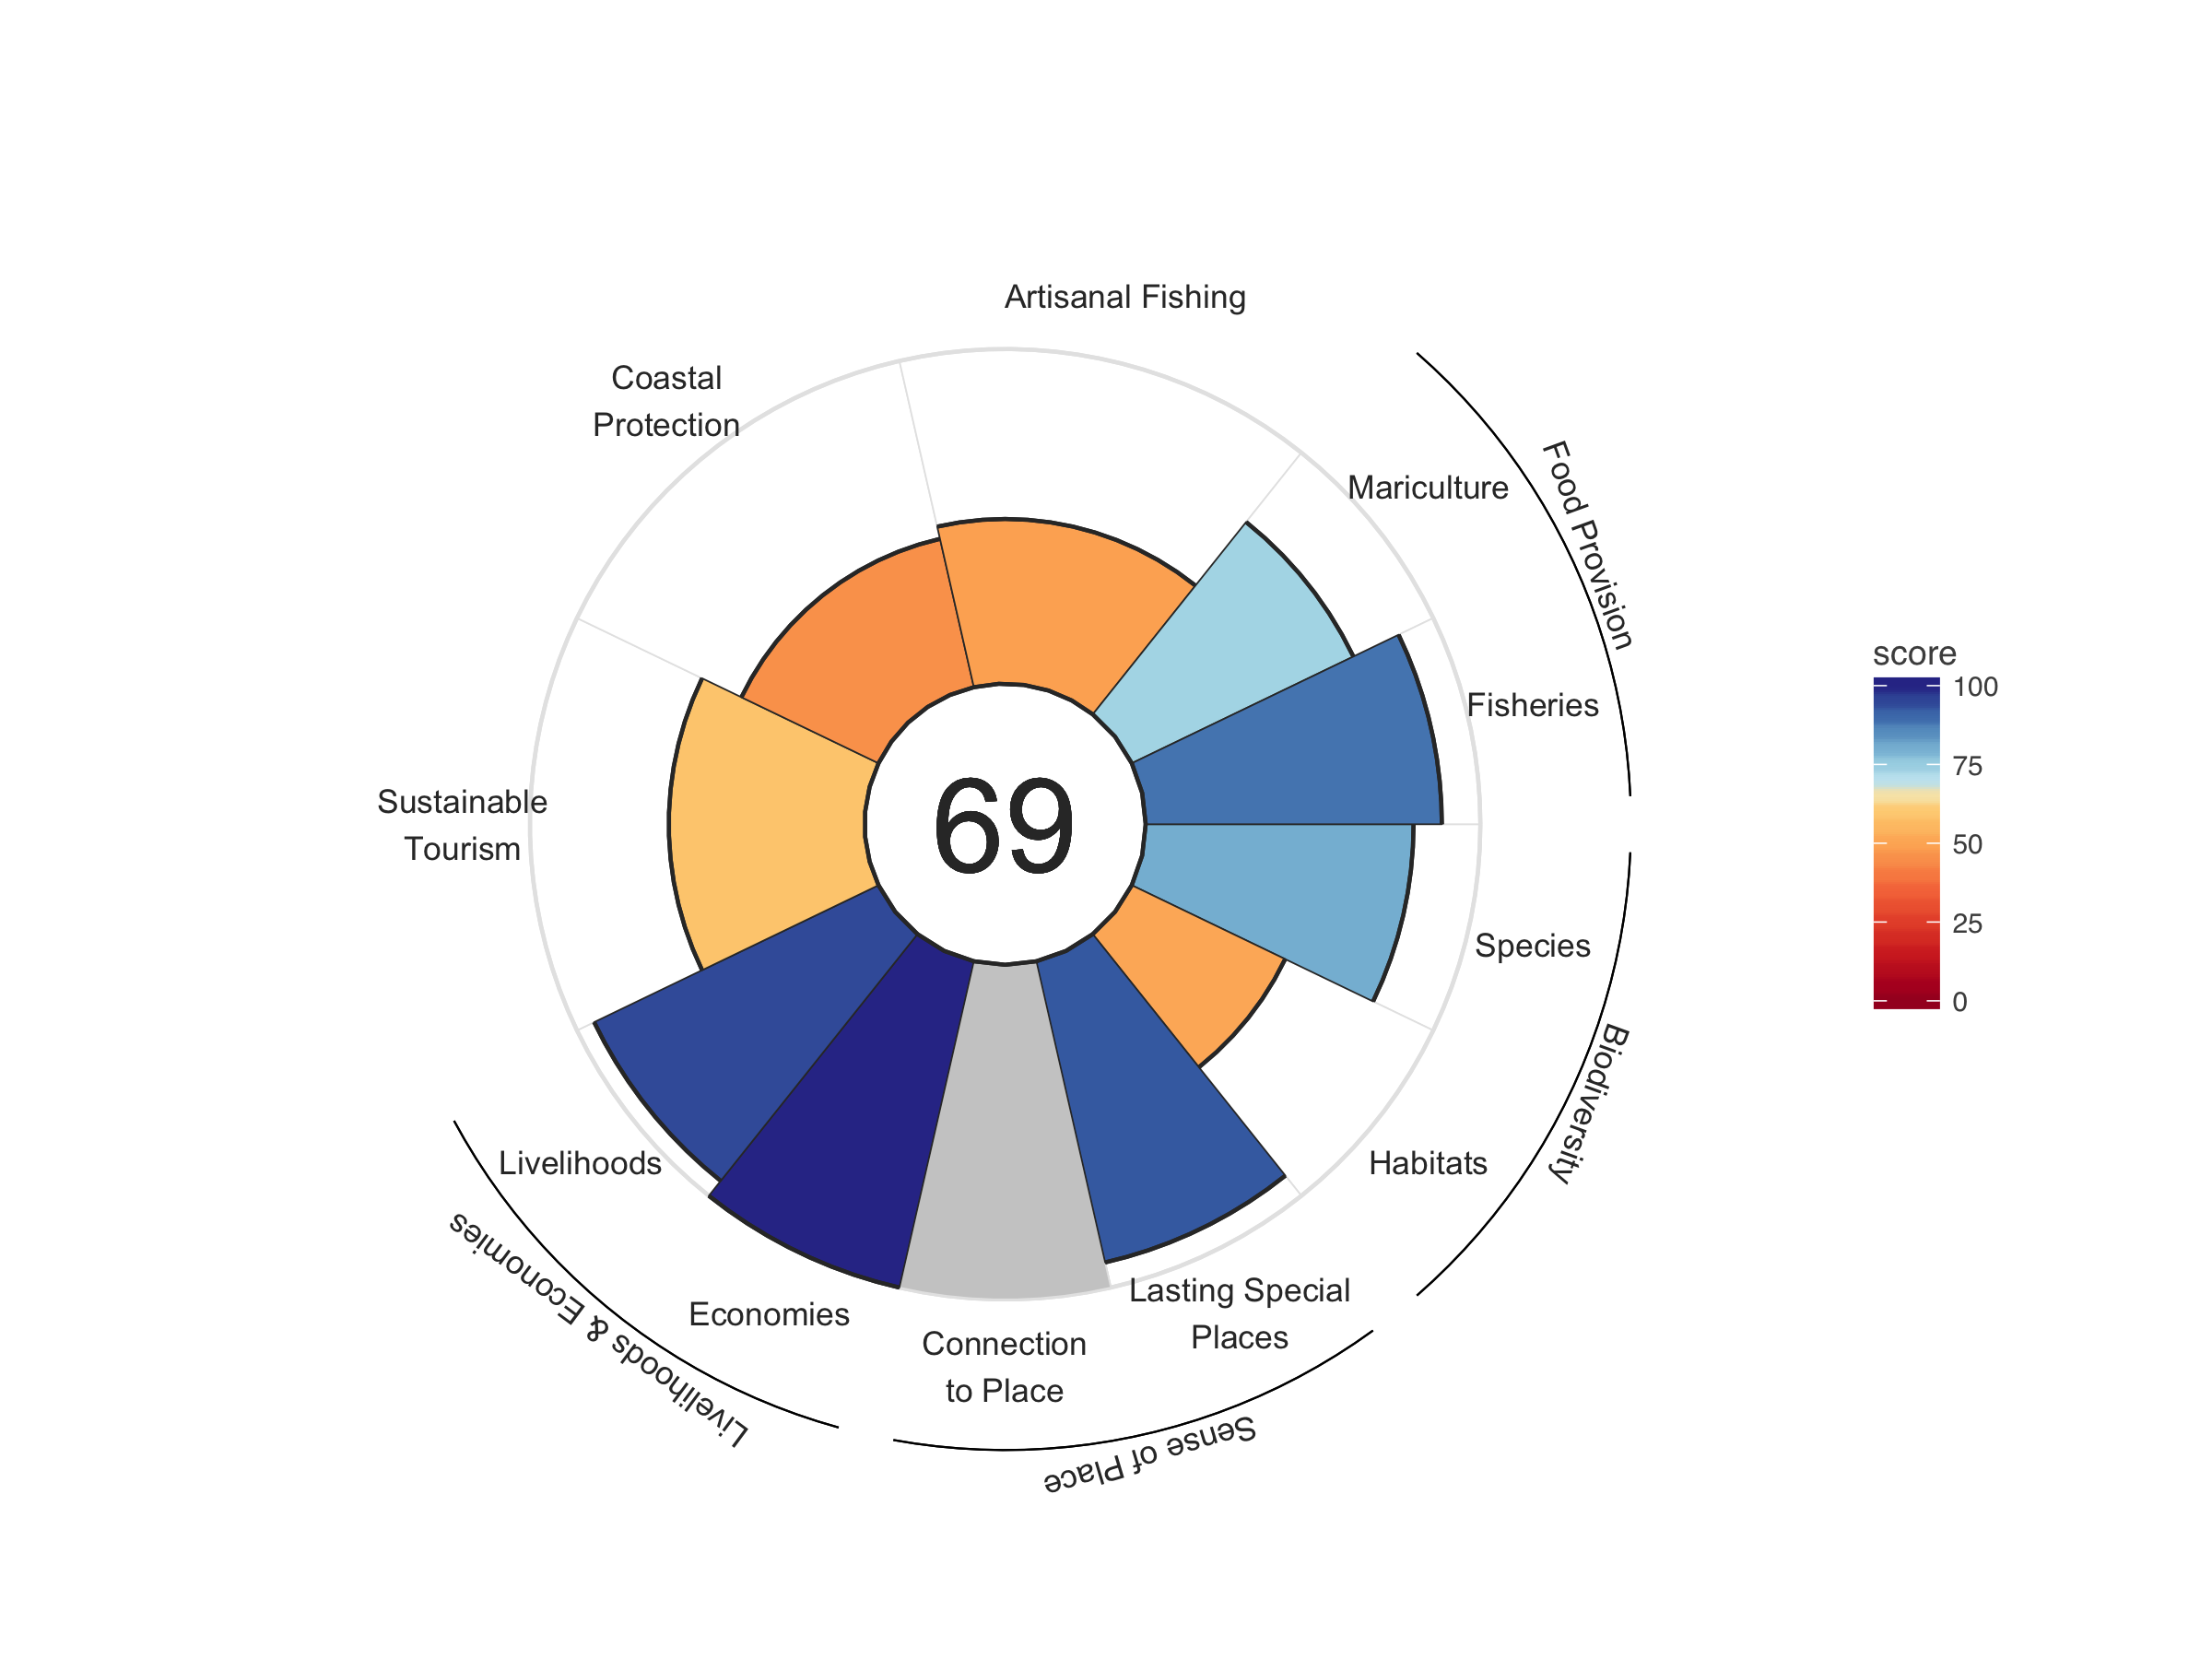 Artisanal Fishing
Coastal
Protection
Mariculture
Food Provision
Fisheries
score
100
75
50
25
0
69
Sustainable
Tourism
Species
Biodiversity
Habitats
Livelihoods
Livelihoods & Economies
Economies
Connection
to Place
Lasting Special
Places
Sense of Place